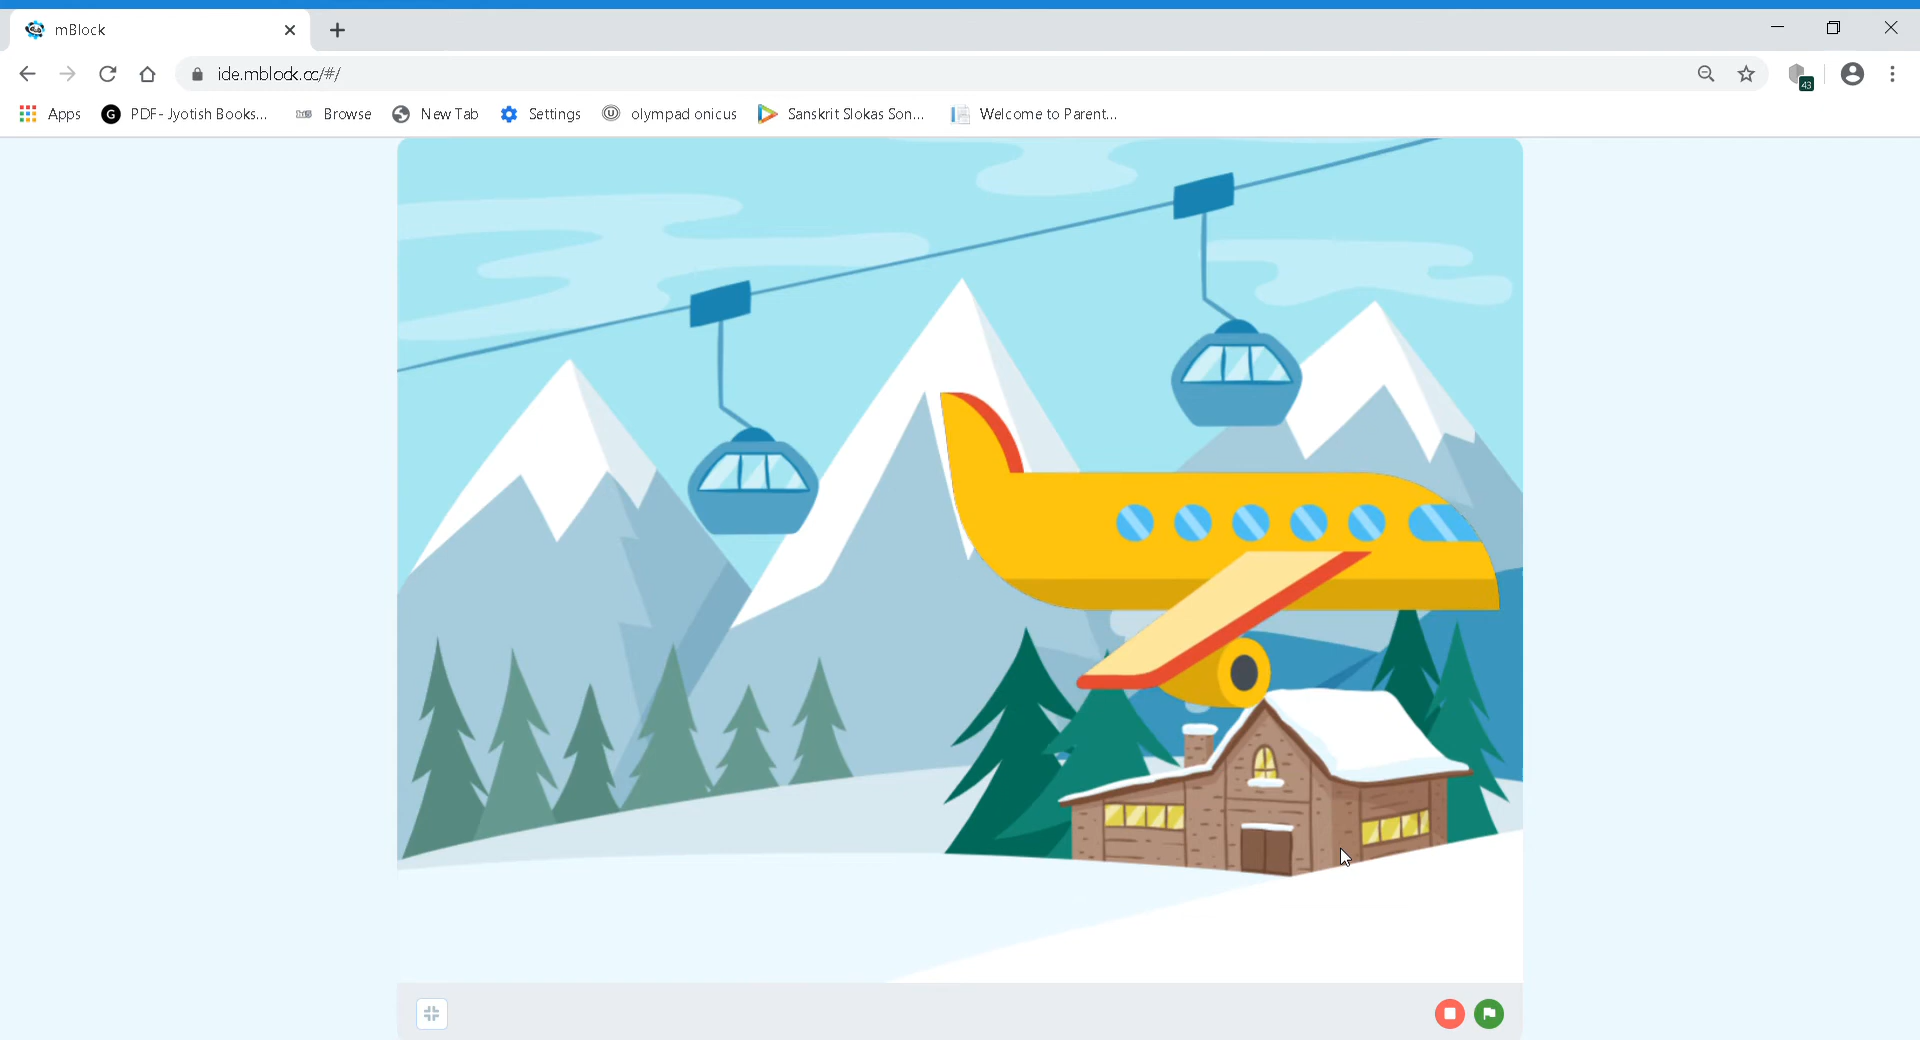 mBlock
ide.mblock.cc/#/
43
Apps PDF- Jyotish Books... Browse New Tab Settings olympad onicus Sanskrit Slokas Son... Welcome to Parent...